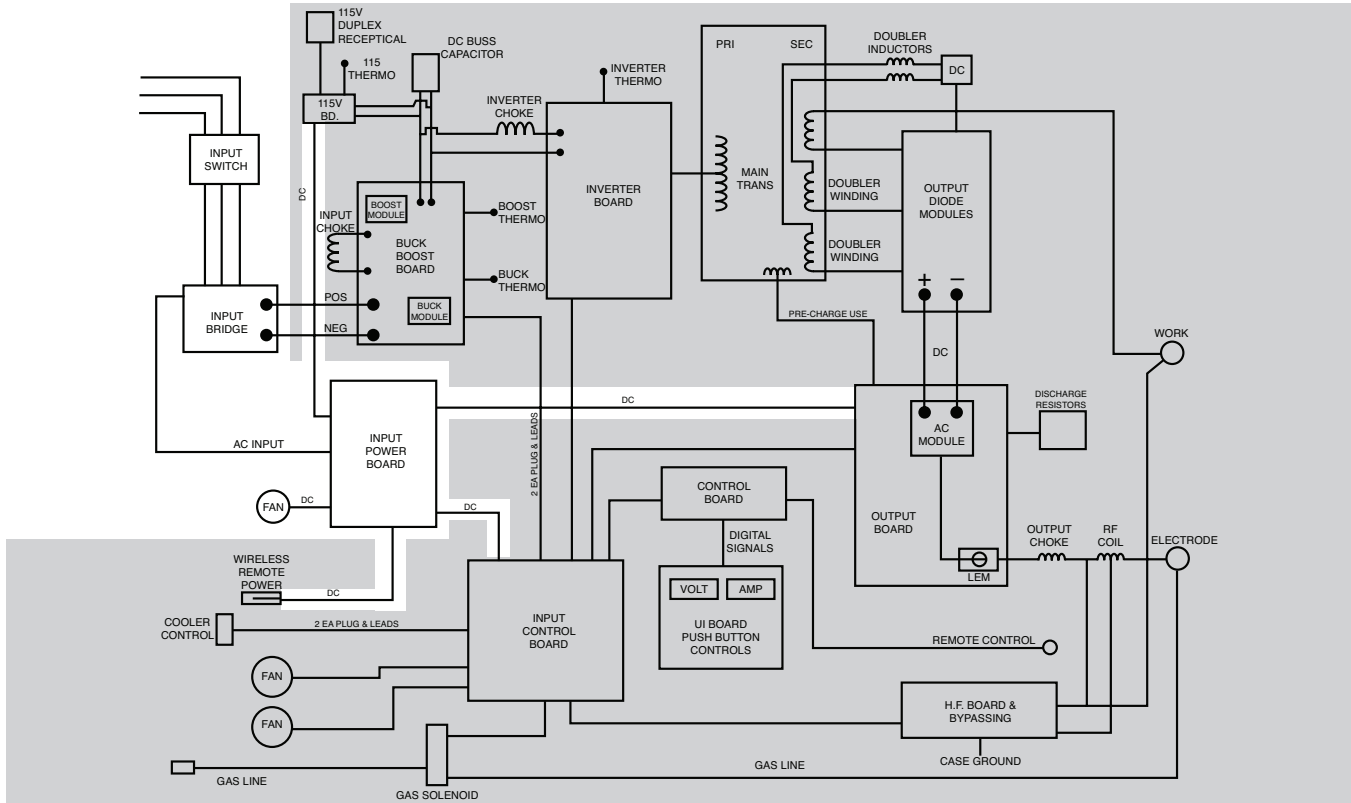 115V
DUPLEX
RECEPTICAL
115
THERMO
DC BUSS
CAPACITOR
115V
BD.
INVERTER
CHOKE
INVERTER
THERMO
PRI
SEC
DOUBLER
INDUCTORS
DC
INPUT
SWITCH
DC
INPUT
CHOKE
BOOST
MODULE
BUCK
BOOST
BOARD
BUCK
MODULE
BOOST
THERMO
BUCK
THERMO
INVERTER
BOARD
MAIN
TRANS
DOUBLER
WINDING
DOUBLER
WINDING
OUTPUT
DIODE
MODULES
+
−
INPUT
BRIDGE
POS
NEG
PRE-CHARGE USE
DC
WORK
INPUT
POWER
BOARD
AC INPUT
DC
2 EA PLUG & LEADS
AC
MODULE
DISCHARGE
RESISTORS
FAN
DC
DC
CONTROL
BOARD
DIGITAL
SIGNALS
OUTPUT
BOARD
LEM
OUTPUT
CHOKE
RF
COIL
ELECTRODE
WIRELESS
REMOTE
POWER
DC
COOLER
CONTROL
2 EA PLUG & LEADS
INPUT
CONTROL
BOARD
VOLT
AMP
UI BOARD
PUSH BUTTON
CONTROLS
REMOTE CONTROL
FAN
FAN
H.F. BOARD &
BYPASSING
CASE GROUND
GAS LINE
GAS SOLENOID
GAS LINE